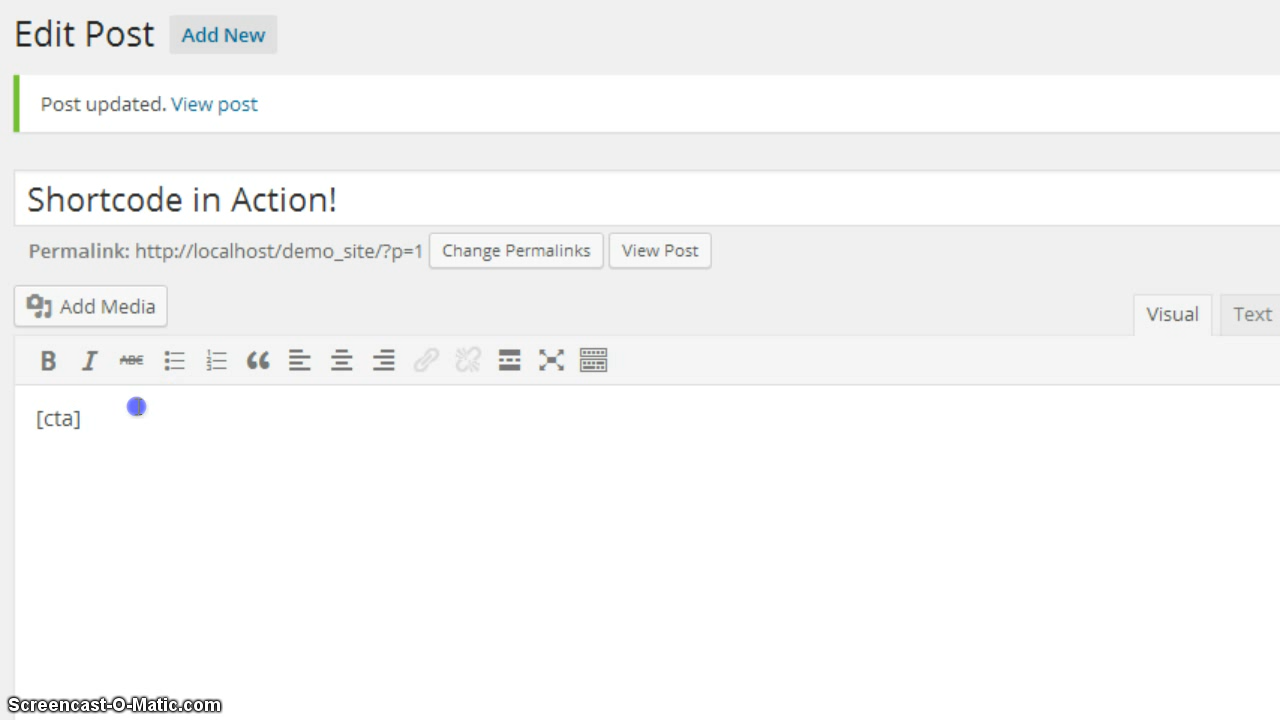 Edit Post Add New
Post updated. View post
Shortcode in Action!
Permalink: http://localhost/demo_site/?p=1 Change Permalinks View Post
Add Media
Visual Text
B I ABC
[cta]
Screencast-O-Matic.com